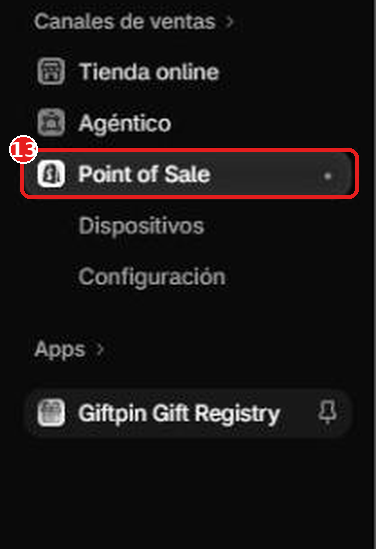 Canales de ventas
Tienda online
Agéntico
13
Point of Sale
Dispositivos
Configuración
Apps
Giftpin Gift Registry